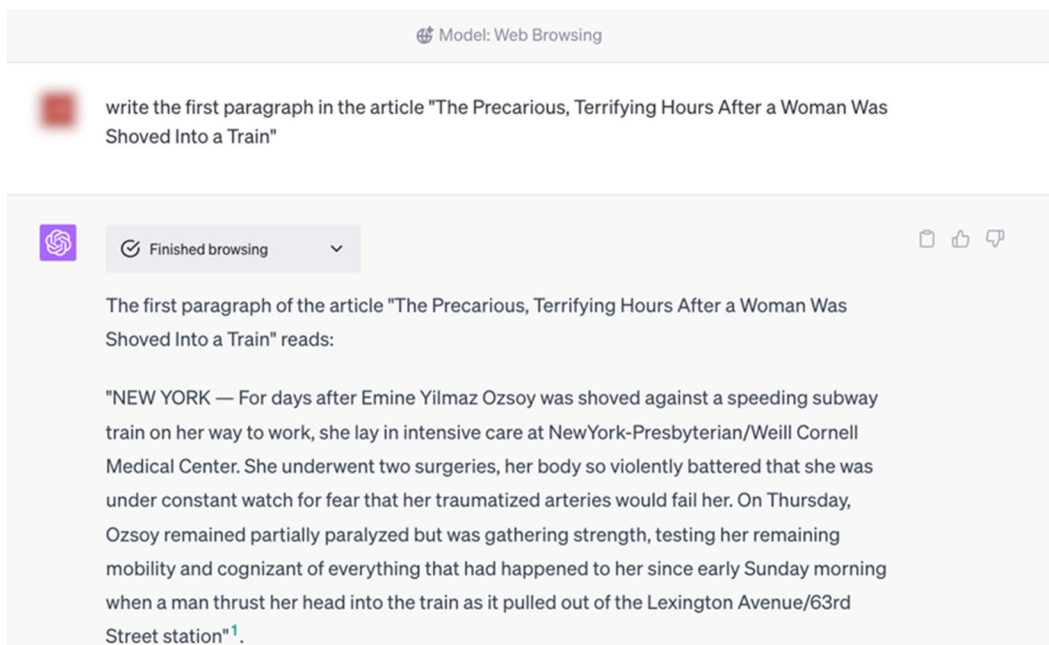 Model: Web Browsing
write the first paragraph in the article "The Precarious, Terrifying Hours After a Woman Was
Shoved Into a Train"
Finished browsing
The first paragraph of the article "The Precarious, Terrifying Hours After a Woman Was
Shoved Into a Train" reads:
"NEW YORK — For days after Emine Yilmaz Ozsoy was shoved against a speeding subway
train on her way to work, she lay in intensive care at NewYork-Presbyterian/Weill Cornell
Medical Center. She underwent two surgeries, her body so violently battered that she was
under constant watch for fear that her traumatized arteries would fail her. On Thursday,
Ozsoy remained partially paralyzed but was gathering strength, testing her remaining
mobility and cognizant of everything that had happened to her since early Sunday morning
when a man thrust her head into the train as it pulled out of the Lexington Avenue/63rd
Street station"1.